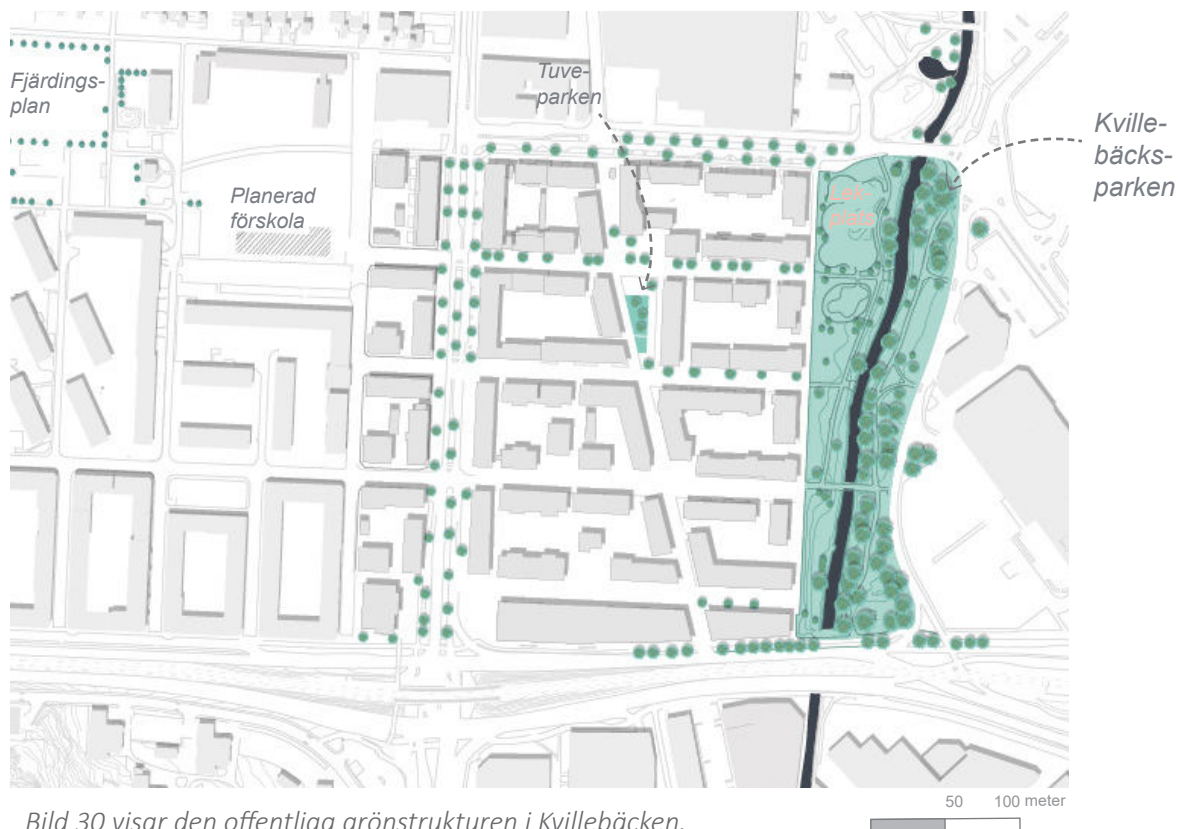 Fjärdings-
plan
Tuve-
parken
Kville-
bäcks-
parken
Planerad
förskola
Lek-
plats
50 100 meter
Bild 30 visar den offentliga grönstrukturen i Kvillebäcken.